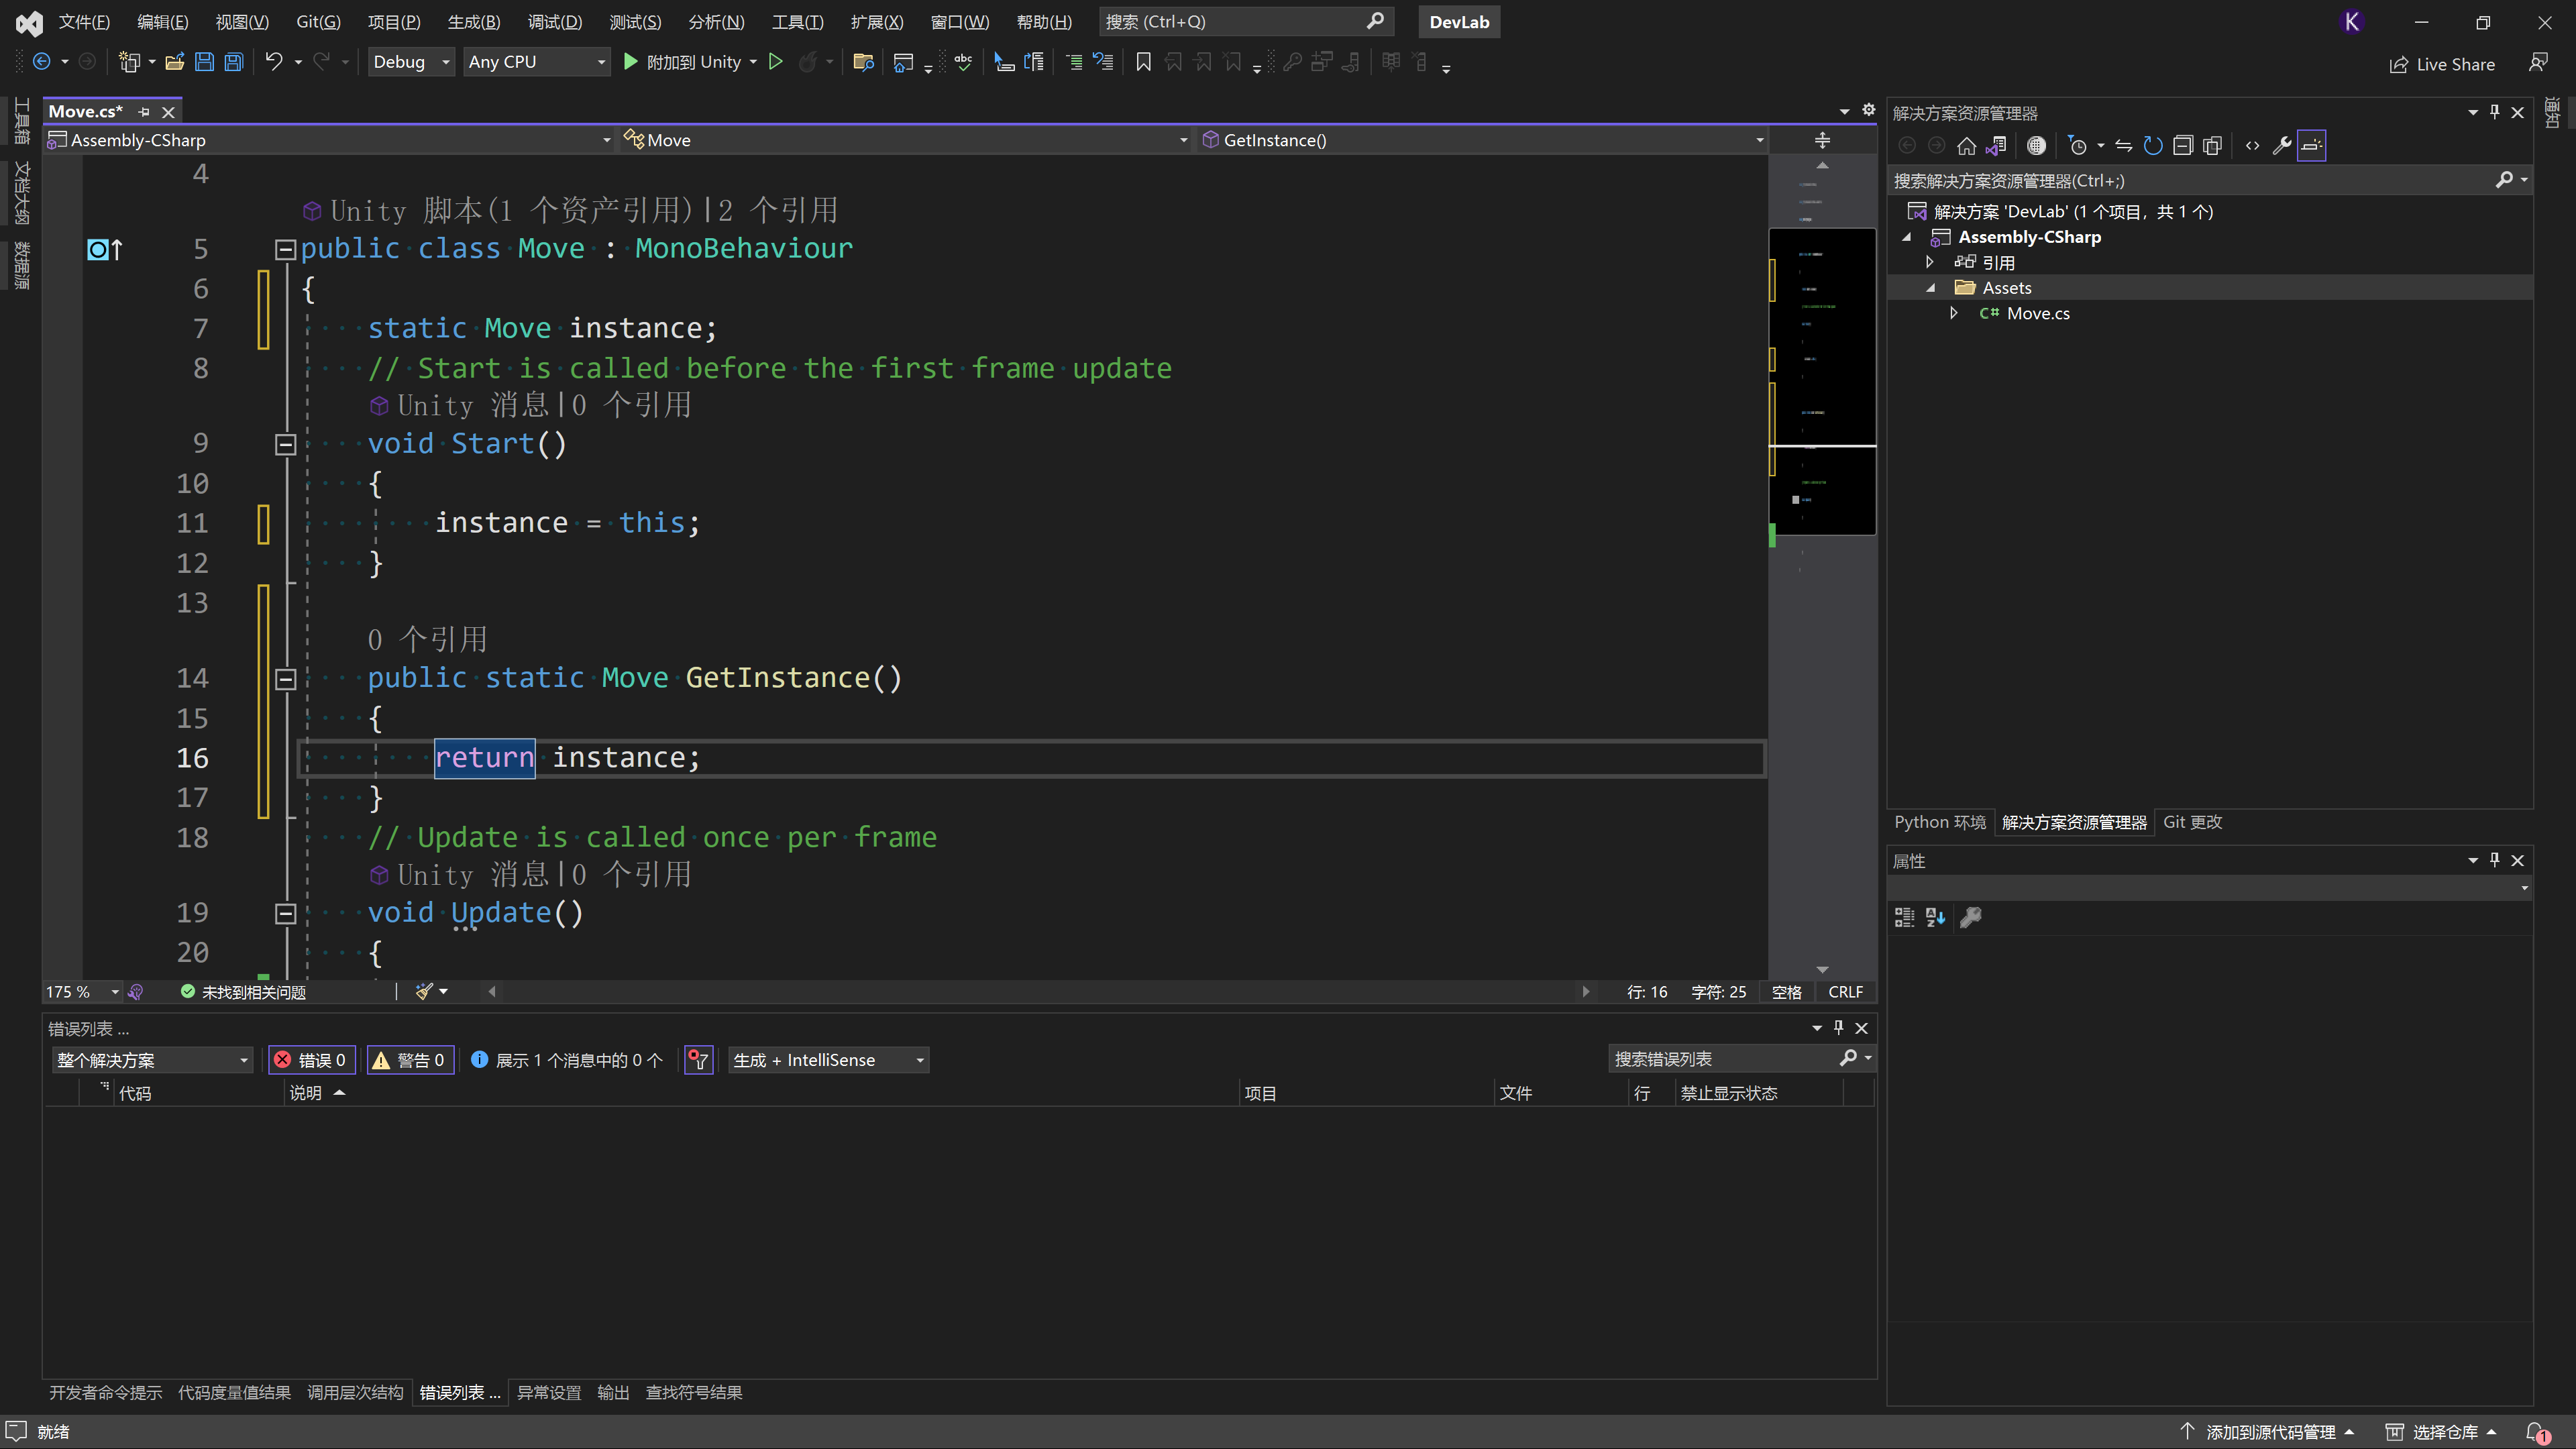 文件(F) 编辑(E) 视图(V) Git(G) 项目(P) 生成(B) 调试(D) 测试(S) 分析(N) 工具(T) 扩展(X) 窗口(W) 帮助(H) 搜索 (Ctrl+Q) DevLab K
Debug Any CPU 附加到 Unity abc Live Share
工具箱
文档大纲
数据源
通知
Move.cs*
Assembly-CSharp Move GetInstance()
4
Unity 脚本(1 个资产引用)|2 个引用
5 public class Move : MonoBehaviour
6 {
7 static Move instance;
8 // Start is called before the first frame update
Unity 消息|0 个引用
9 void Start()
10 {
11 instance = this;
12 }
13
0 个引用
14 public static Move GetInstance()
15 {
16 return instance;
17 }
18 // Update is called once per frame
Unity 消息|0 个引用
19 void Update()
20 {
175 % 未找到相关问题 行: 16 字符: 25 空格 CRLF
错误列表 ...
整个解决方案 错误 0 警告 0 展示 1 个消息中的 0 个 生成 + IntelliSense 搜索错误列表
代码 说明 项目 文件 行 禁止显示状态
开发者命令提示 代码度量值结果 调用层次结构 错误列表 ... 异常设置 输出 查找符号结果
解决方案资源管理器
搜索解决方案资源管理器(Ctrl+;)
解决方案 'DevLab' (1 个项目，共 1 个)
Assembly-CSharp
引用
Assets
C# Move.cs
Python 环境 解决方案资源管理器 Git 更改
属性
就绪 添加到源代码管理 选择仓库 1